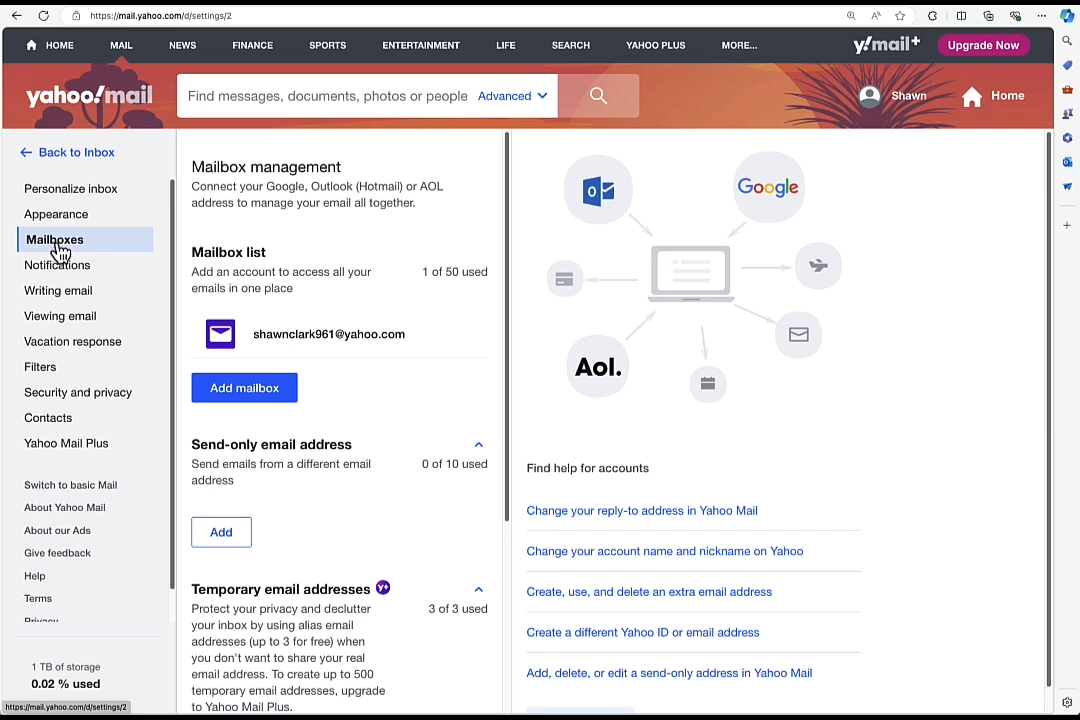 https://mail.yahoo.com/d/settings/2
HOME MAIL NEWS FINANCE SPORTS ENTERTAINMENT LIFE SEARCH YAHOO PLUS MORE... y!mail+ Upgrade Now
yahoo!mail Find messages, documents, photos or people Advanced Shawn Home
Back to Inbox
Personalize inbox
Appearance
Mailboxes
Notifications
Writing email
Viewing email
Vacation response
Filters
Security and privacy
Contacts
Yahoo Mail Plus
Switch to basic Mail
About Yahoo Mail
About our Ads
Give feedback
Help
Terms
Privacy
1 TB of storage
0.02 % used
https://mail.yahoo.com/d/settings/2
Mailbox management
Connect your Google, Outlook (Hotmail) or AOL
address to manage your email all together.
Mailbox list
Add an account to access all your 1 of 50 used
emails in one place
shawnclark961@yahoo.com
Add mailbox
Send-only email address
Send emails from a different email 0 of 10 used
address
Add
Temporary email addresses y+
Protect your privacy and declutter 3 of 3 used
your inbox by using alias email
addresses (up to 3 for free) when
you don't want to share your real
email address. To create up to 500
temporary email addresses, upgrade
to Yahoo Mail Plus.
Google
Aol.
Find help for accounts
Change your reply-to address in Yahoo Mail
Change your account name and nickname on Yahoo
Create, use, and delete an extra email address
Create a different Yahoo ID or email address
Add, delete, or edit a send-only address in Yahoo Mail